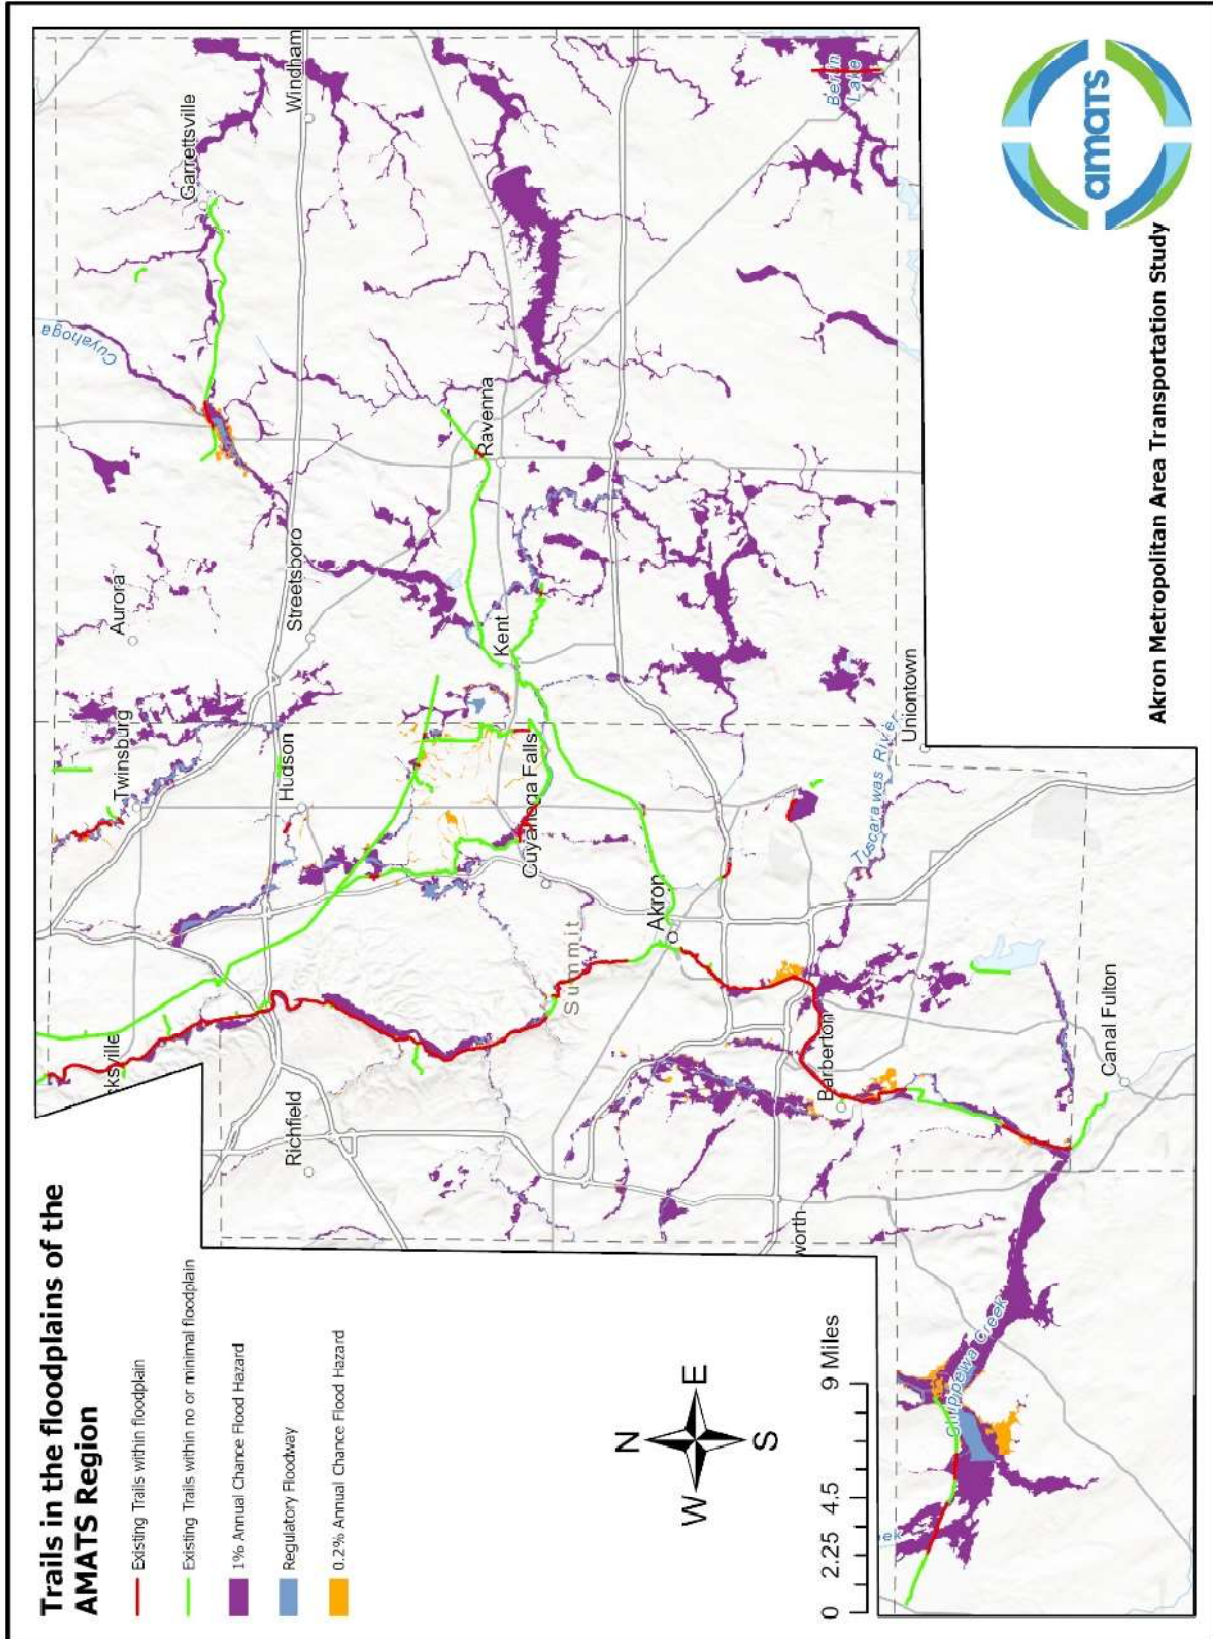 Trails in the floodplains of the
AMATS Region
Existing Trails within floodplain
Existing Trails within no or minimal floodplain
1% Annual Chance Flood Hazard
Regulatory Floodway
0.2% Annual Chance Flood Hazard
N
W
E
S
0 2.25 4.5 9 Miles
ksville
Twinsburg
Aurora
Cuyahoga
Garrettsville
Richfield
Hudson
Streetsboro
Windham
Cuyahoga Falls
Kent
Ravenna
Summit
Akron
Barberton
worth
Berlin
Lake
Tuscarawas River
Uniontown
Canal Fulton
Chippewa Creek
ek
amats
Akron Metropolitan Area Transportation Study